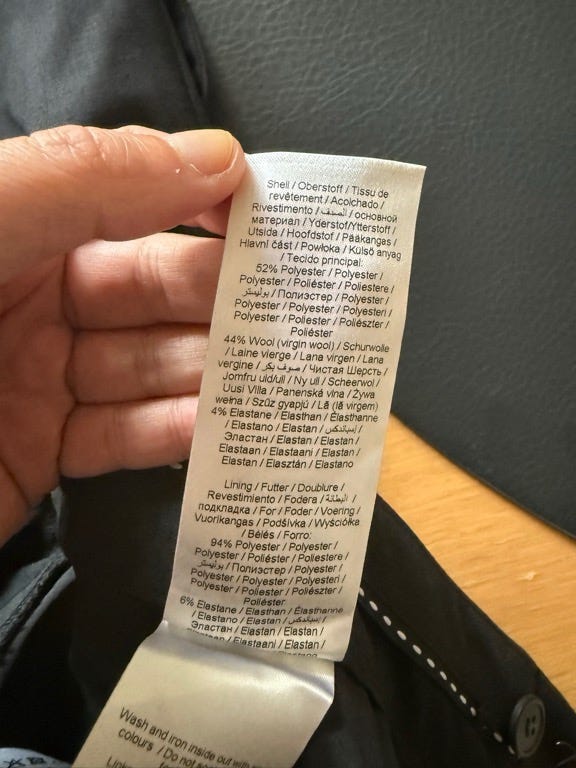 Shell / Oberstoff / Tissu de
revêtement / Acolchado /
Rivestimento / الصدف / основной
материал / Yderstof/Ytterstoff /
Utsida / Hoofdstof / Pääkangas /
Hlavní část / Powłoka / Külső anyag
/ Tecido principal:
52% Polyester / Polyester /
Polyester / Poliéster / Poliestere /
بوليستر / Полиэстер / Polyester /
Polyester / Polyester / Polyesteri /
Polyester / Poliester / Poliészter /
Poliéster
44% Wool (virgin wool) / Schurwolle
/ Laine vierge / Lana virgen / Lana
vergine / صوف بكر / Чистая Шерсть /
Jomfru uld/ull / Ny ull / Scheerwol /
Uusi Villa / Panenská vlna / Żywa
wełna / Szűz gyapjú / Lã (lã virgem)
4% Elastane / Elasthan / Élasthanne
/ Elastano / Elastan / إسباندكس /
Эластан / Elastan / Elastan /
Elastaan / Elastaani / Elastan /
Elastan / Elasztán / Elastano
Lining / Futter / Doublure /
Revestimiento / Fodera / البطانة /
подкладка / For / Foder / Voering /
Vuorikangas / Podšívka / Wyściółka
/ Bélés / Forro:
94% Polyester / Polyester /
Polyester / Poliéster / Poliestere /
بوليستر / Полиэстер / Polyester /
Polyester / Polyester / Polyesteri /
Polyester / Poliester / Poliészter /
Poliéster
6% Elastane / Elasthan / Élasthanne
/ Elastano / Elastan / إسباندكس /
Эластан / Elastan / Elastan /
Elastaan / Elastaani / Elastan /
Wash and iron inside out with
colours / Do not